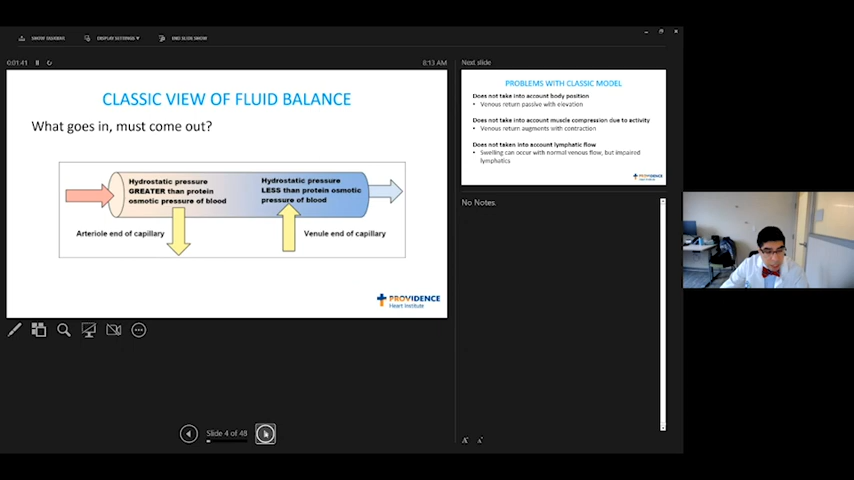 SHOW TASKBAR
DISPLAY SETTINGS ▾
END SLIDE SHOW
0:01:41
8:13 AM
CLASSIC VIEW OF FLUID BALANCE
What goes in, must come out?
Hydrostatic pressure
GREATER than protein
osmotic pressure of blood
Hydrostatic pressure
LESS than protein osmotic
pressure of blood
Arteriole end of capillary
Venule end of capillary
PROVIDENCE
Heart Institute
Slide 4 of 48
Next slide
PROBLEMS WITH CLASSIC MODEL
Does not take into account body position
• Venous return passive with elevation
Does not take into account muscle compression due to activity
• Venous return augments with contraction
Does not taken into account lymphatic flow
• Swelling can occur with normal venous flow, but impaired
lymphatics
PROVIDENCE
No Notes.
A A